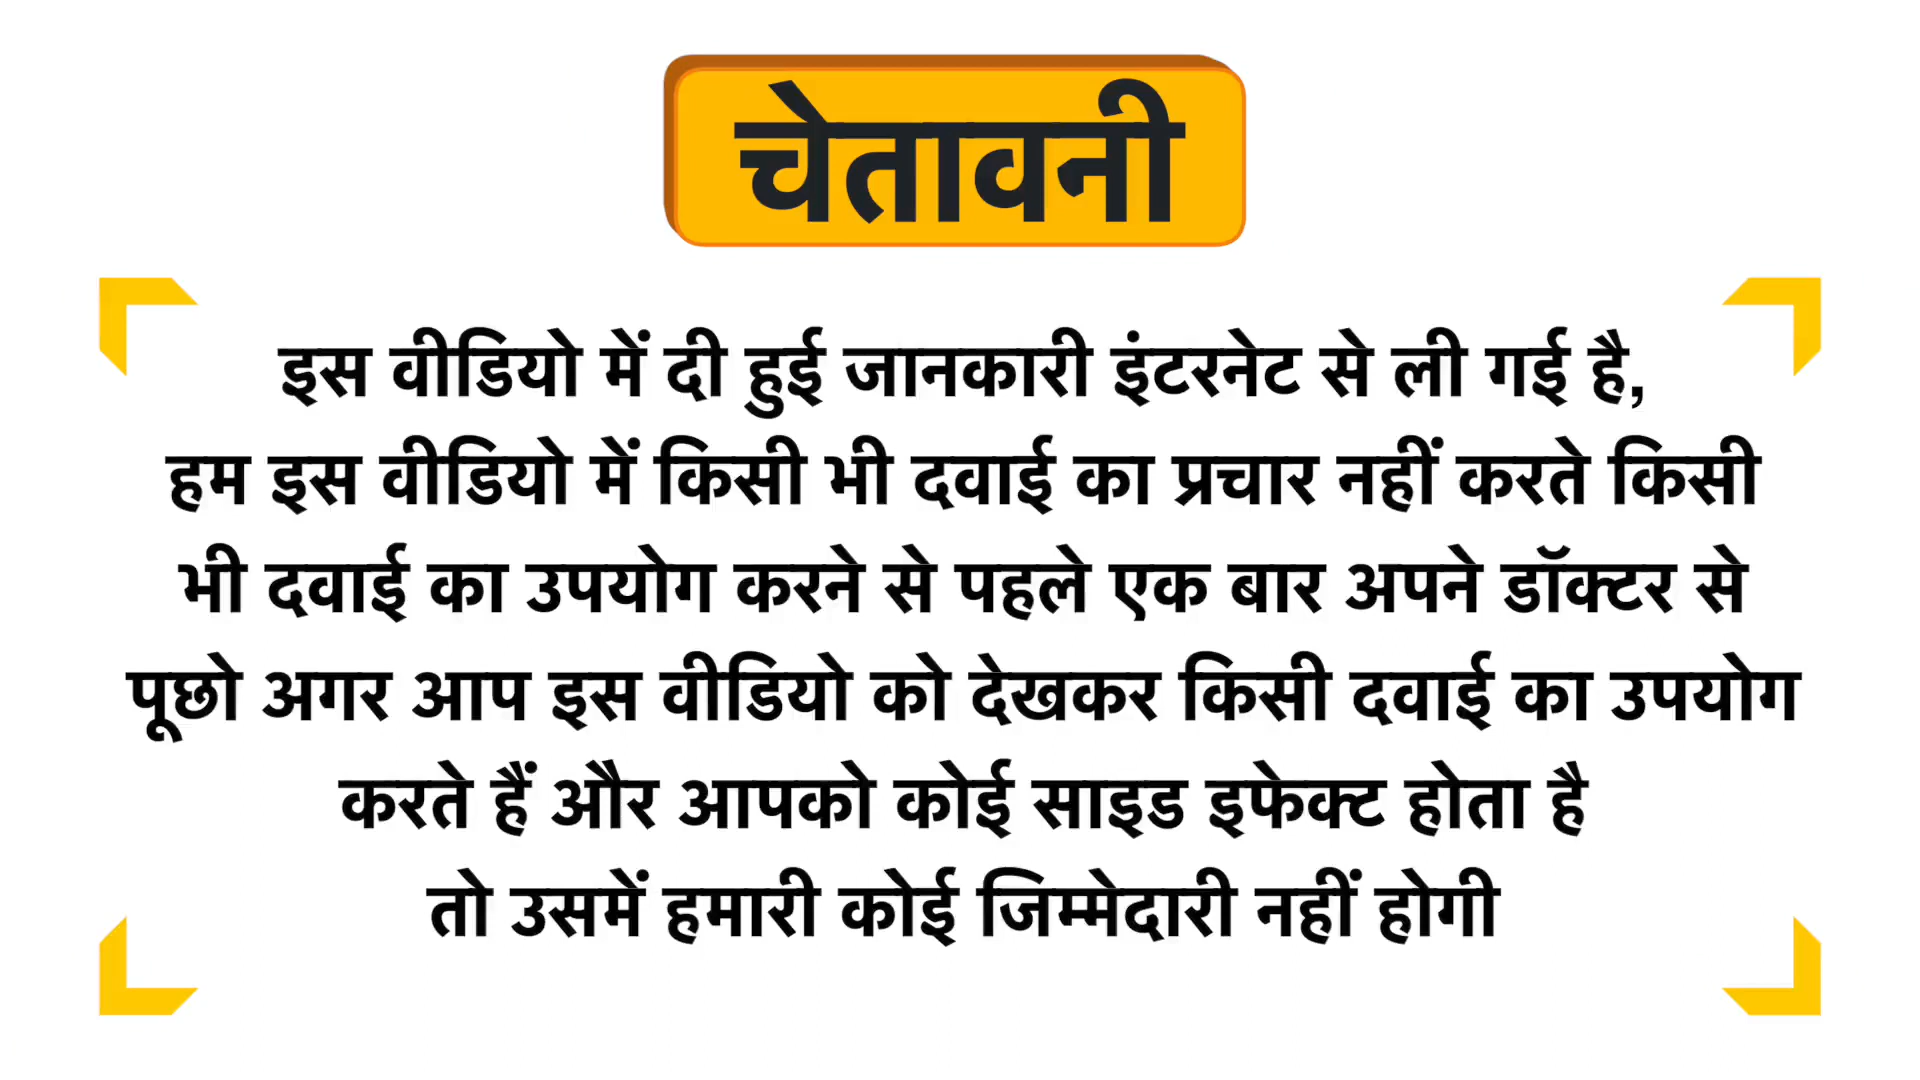 चेतावनी
इस वीडियो में दी हुई जानकारी इंटरनेट से ली गई है,
हम इस वीडियो में किसी भी दवाई का प्रचार नहीं करते किसी
भी दवाई का उपयोग करने से पहले एक बार अपने डॉक्टर से
पूछो अगर आप इस वीडियो को देखकर किसी दवाई का उपयोग
करते हैं और आपको कोई साइड इफेक्ट होता है
तो उसमें हमारी कोई जिम्मेदारी नहीं होगी